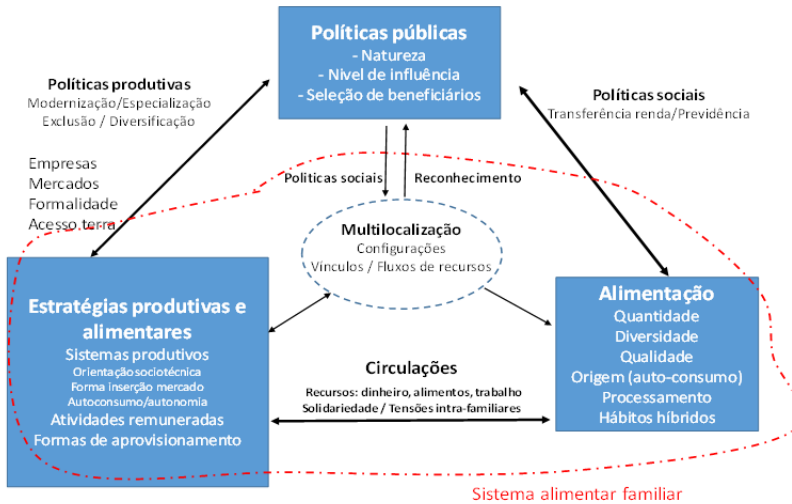 Políticas públicas
- Natureza
- Nivel de influência
- Seleção de beneficiários
Políticas produtivas
Modernização/Especialização
Exclusão / Diversificação
Políticas sociais
Transferência renda/Previdência
Empresas
Mercados
Formalidade
Acesso terra
Politicas sociais
Reconhecimento
Multilocalização
Configurações
Vínculos / Fluxos de recursos
Estratégias produtivas e
alimentares
Sistemas produtivos
Orientação sociotécnica
Forma inserção mercado
Autoconsumo/autonomia
Atividades remuneradas
Formas de aprovisionamento
Circulações
Recursos: dinheiro, alimentos, trabalho
Solidariedade / Tensões intra-familiares
Alimentação
Quantidade
Diversidade
Qualidade
Origem (auto-consumo)
Processamento
Hábitos híbridos
Sistema alimentar familiar